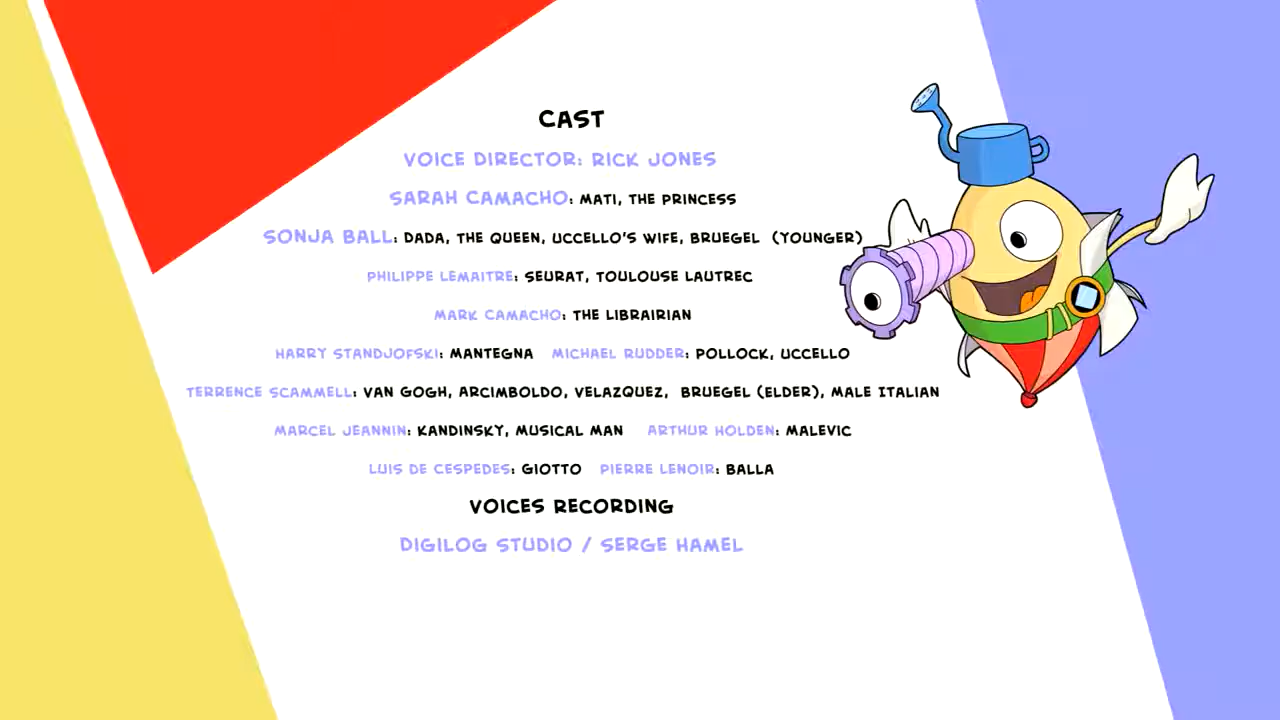 CAST
VOICE DIRECTOR: RICK JONES
SARAH CAMACHO: MATI, THE PRINCESS
SONJA BALL: DADA, THE QUEEN, UCCELLO'S WIFE, BRUEGEL (YOUNGER)
PHILIPPE LEMAITRE: SEURAT, TOULOUSE LAUTREC
MARK CAMACHO: THE LIBRAIRIAN
HARRY STANDJOFSKI: MANTEGNA MICHAEL RUDDER: POLLOCK, UCCELLO
TERRENCE SCAMMELL: VAN GOGH, ARCIMBOLDO, VELAZQUEZ, BRUEGEL (ELDER), MALE ITALIAN
MARCEL JEANNIN: KANDINSKY, MUSICAL MAN ARTHUR HOLDEN: MALEVIC
LUIS DE CESPEDES: GIOTTO PIERRE LENOIR: BALLA
VOICES RECORDING
DIGILOG STUDIO / SERGE HAMEL